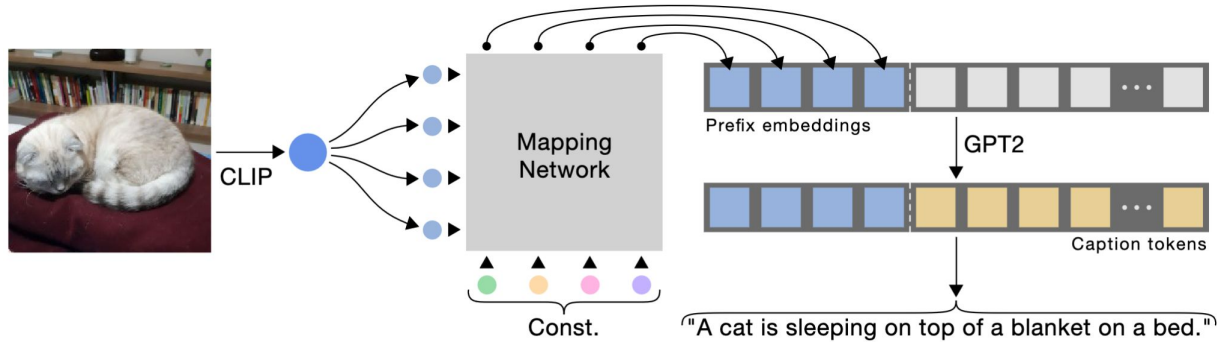 CLIP
Mapping
Network
Const.
Prefix embeddings
GPT2
Caption tokens
"A cat is sleeping on top of a blanket on a bed."